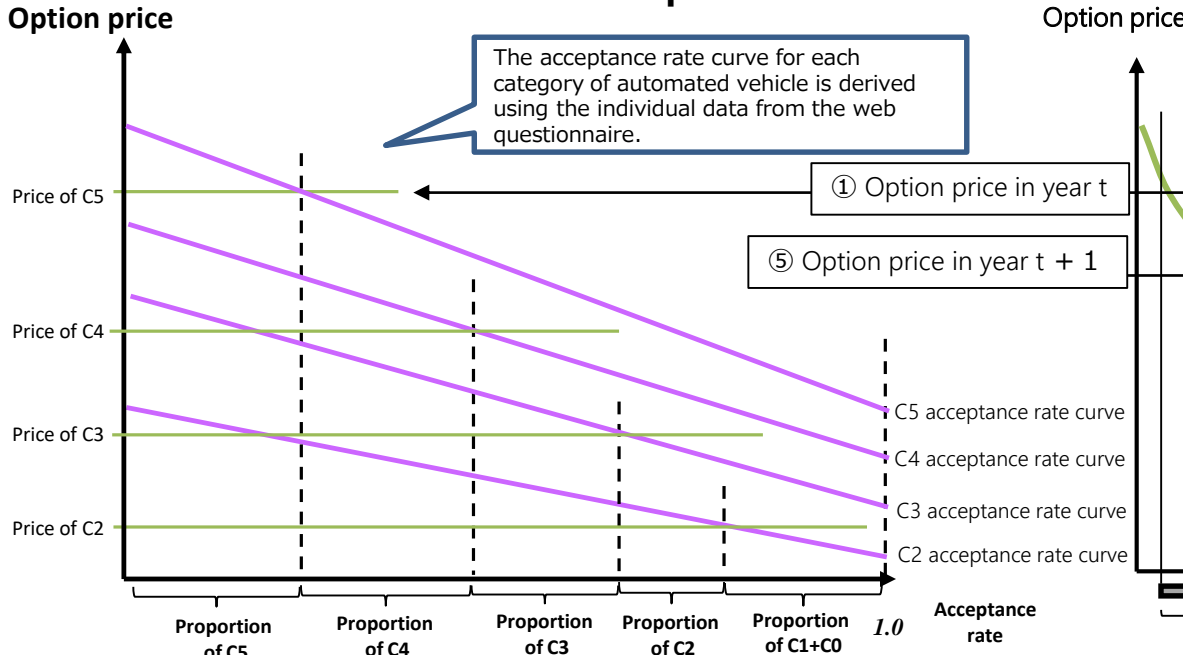 Option price
Option price
The acceptance rate curve for each
category of automated vehicle is derived
using the individual data from the web
questionnaire.
Price of C5
① Option price in year t
⑤ Option price in year t + 1
Price of C4
C5 acceptance rate curve
Price of C3
C4 acceptance rate curve
C3 acceptance rate curve
Price of C2
C2 acceptance rate curve
Proportion
of C5
Proportion
of C4
Proportion
of C3
Proportion
of C2
Proportion
of C1+C0
1.0
Acceptance
rate